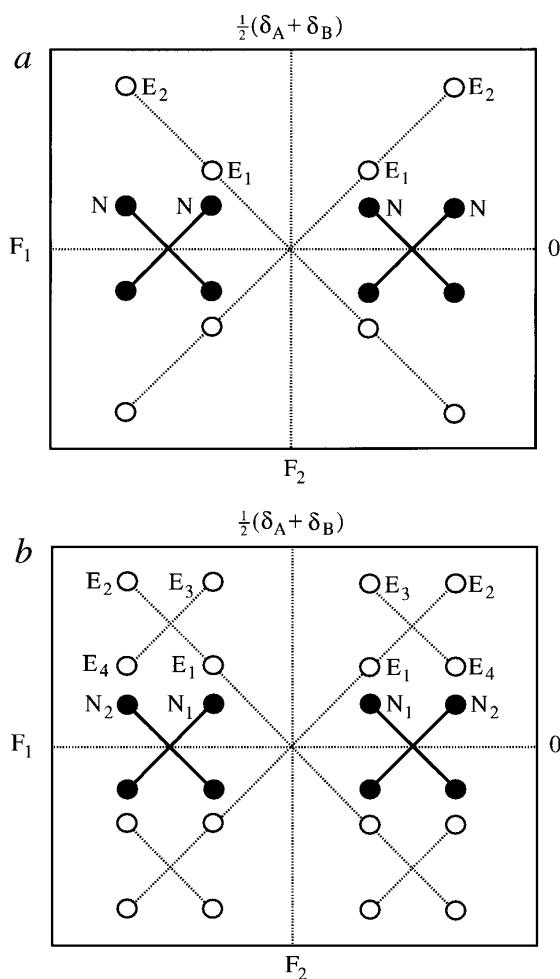 a
½(δA + δB)
E2 E2
E1 E1
N N N N
F1 0
F2
b
½(δA + δB)
E2 E3 E3 E2
E4 E1 E1 E4
N2 N1 N1 N2
F1 0
F2